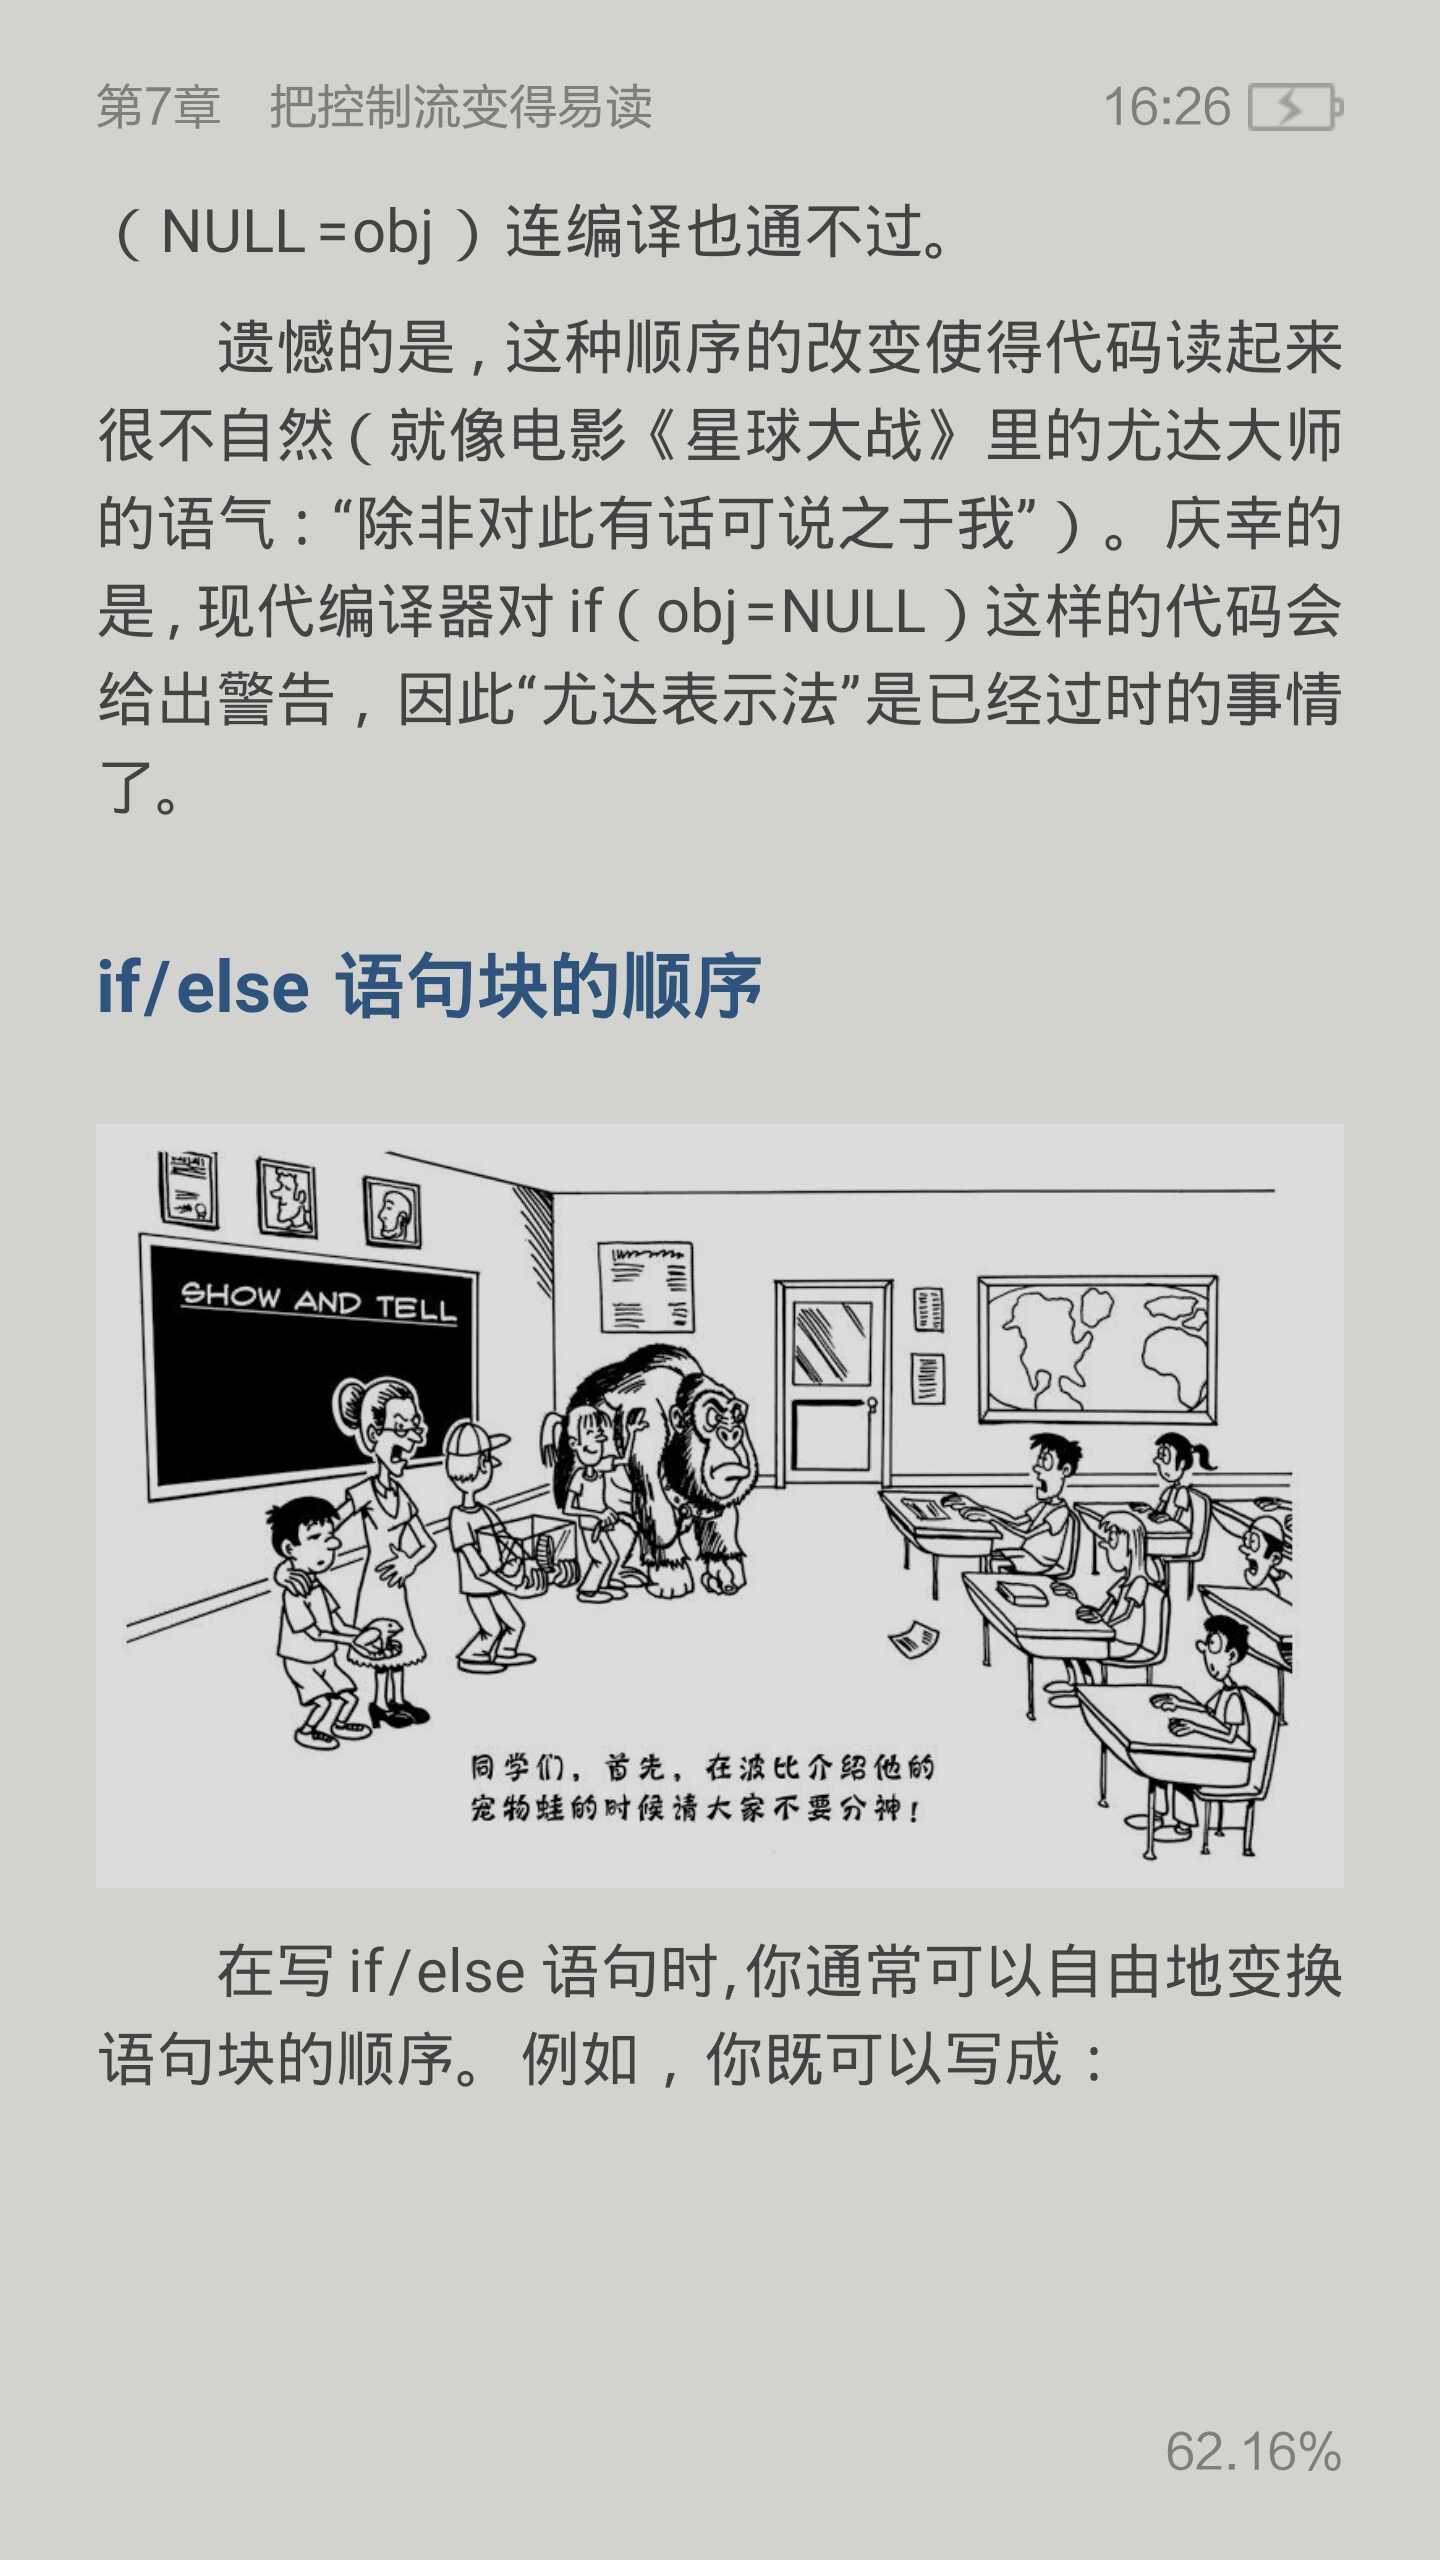 第7章 把控制流变得易读 16:26
（NULL =obj）连编译也通不过。
遗憾的是，这种顺序的改变使得代码读起来
很不自然（就像电影《星球大战》里的尤达大师
的语气：“除非对此有话可说之于我”）。庆幸的
是，现代编译器对 if（obj=NULL）这样的代码会
给出警告，因此“尤达表示法”是已经过时的事情
了。
if/else 语句块的顺序
SHOW AND TELL
同学们，首先，在波比介绍他的
宠物蛙的时候请大家不要分神！
在写 if/else 语句时，你通常可以自由地变换
语句块的顺序。例如，你既可以写成：
62.16%